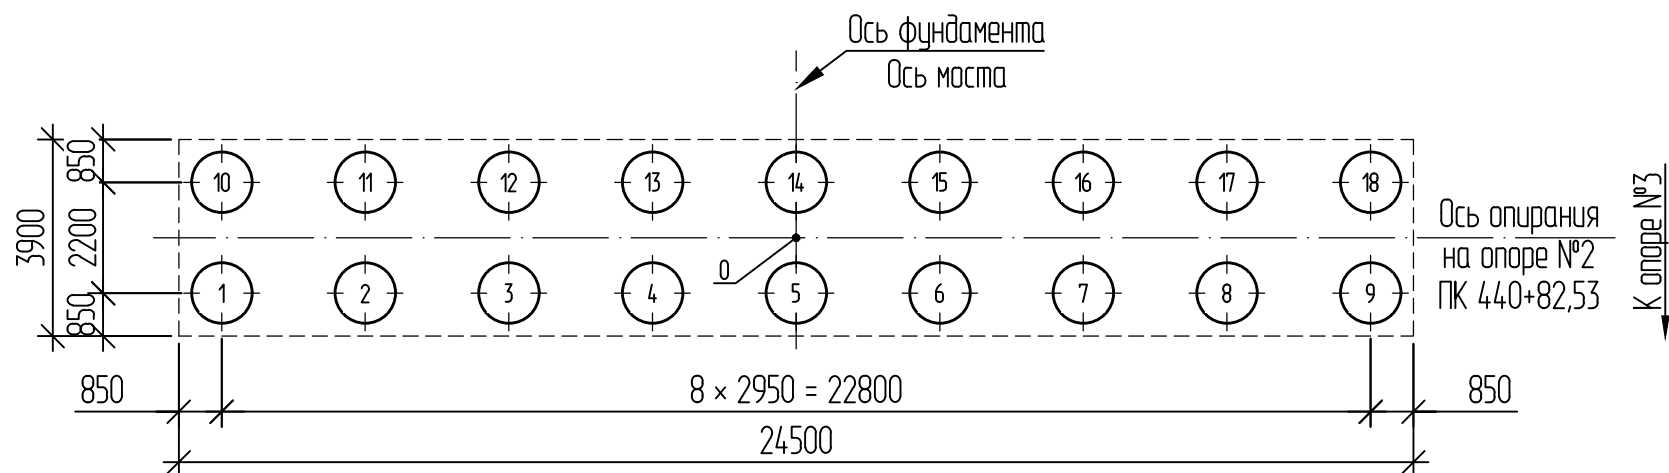 Ось фундамента
Ось моста
850
2200
850
3900
10 11 12 13 14 15 16 17 18
0
1 2 3 4 5 6 7 8 9
Ось опирания
на опоре №2
ПК 440+82,53
К опоре №3
850
8 × 2950 = 22800
850
24500